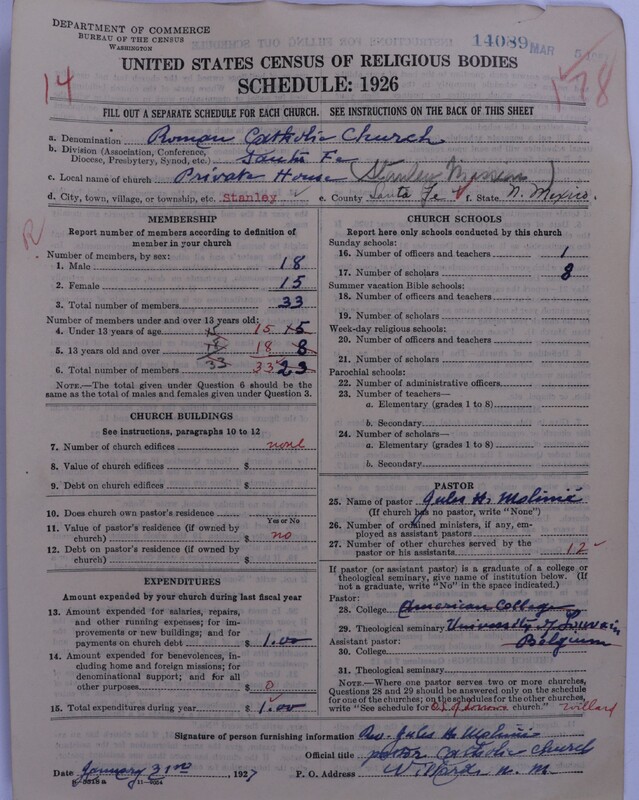 DEPARTMENT OF COMMERCE
BUREAU OF THE CENSUS
WASHINGTON
14089 MAR
UNITED STATES CENSUS OF RELIGIOUS BODIES
SCHEDULE: 1926
14
178
FILL OUT A SEPARATE SCHEDULE FOR EACH CHURCH. SEE INSTRUCTIONS ON THE BACK OF THIS SHEET
a. Denomination Roman Catholic Church
b. Division (Association, Conference,
Diocese, Presbytery, Synod, etc.) Santa Fe
c. Local name of church Private House (Stanley Mission)
d. City, town, village, or township, etc. Stanley e. County Santa Fe f. State N. Mexico
R
MEMBERSHIP
Report number of members according to definition of
member in your church
Number of members, by sex:
1. Male 18
2. Female 15
3. Total number of members 33
Number of members under and over 13 years old:
4. Under 13 years of age 15 15
5. 13 years old and over 18 8
6. Total number of members 33 33 23
NOTE.—The total given under Question 6 should be the
same as the total of males and females given under Question 3.
CHURCH BUILDINGS
See instructions, paragraphs 10 to 12
7. Number of church edifices none
8. Value of church edifices $
9. Debt on church edifices $
10. Does church own pastor's residence
Yes or No
11. Value of pastor's residence (if owned by
church) $ no
12. Debt on pastor's residence (if owned by
church) $
EXPENDITURES
Amount expended by your church during last fiscal year
13. Amount expended for salaries, repairs,
and other running expenses; for im-
provements or new buildings; and for
payments on church debt $ 1.00
14. Amount expended for benevolences, in-
cluding home and foreign missions; for
denominational support; and for all
other purposes $ 0
15. Total expenditures during year $ 1.00
CHURCH SCHOOLS
Report here only schools conducted by this church
Sunday schools:
16. Number of officers and teachers 1
17. Number of scholars 8
Summer vacation Bible schools:
18. Number of officers and teachers
19. Number of scholars
Week-day religious schools:
20. Number of officers and teachers
21. Number of scholars
Parochial schools:
22. Number of administrative officers
23. Number of teachers—
a. Elementary (grades 1 to 8)
b. Secondary
24. Number of scholars—
a. Elementary (grades 1 to 8)
b. Secondary
PASTOR
25. Name of pastor Jules H. Molinié
(If church has no pastor, write "None")
26. Number of ordained ministers, if any, em-
ployed as assistant pastors
27. Number of other churches served by the
pastor or his assistants 12
If pastor (or assistant pastor) is a graduate of a college or
theological seminary, give name of institution below. (If
not a graduate, write "No" in the space indicated.)
Pastor:
28. College American College
29. Theological seminary University of Louvain
Assistant pastor: Belgium
30. College
31. Theological seminary
NOTE.—Where one pastor serves two or more churches,
Questions 28 and 29 should be answered only on the schedule
for one of the churches; on the schedules for the other churches,
write "See schedule for church." Willard
Signature of person furnishing information Rev. Jules H. Molinié
Official title pastor Catholic Church
Date January 31st, 1927 P. O. Address Willard N. M.
11—9004